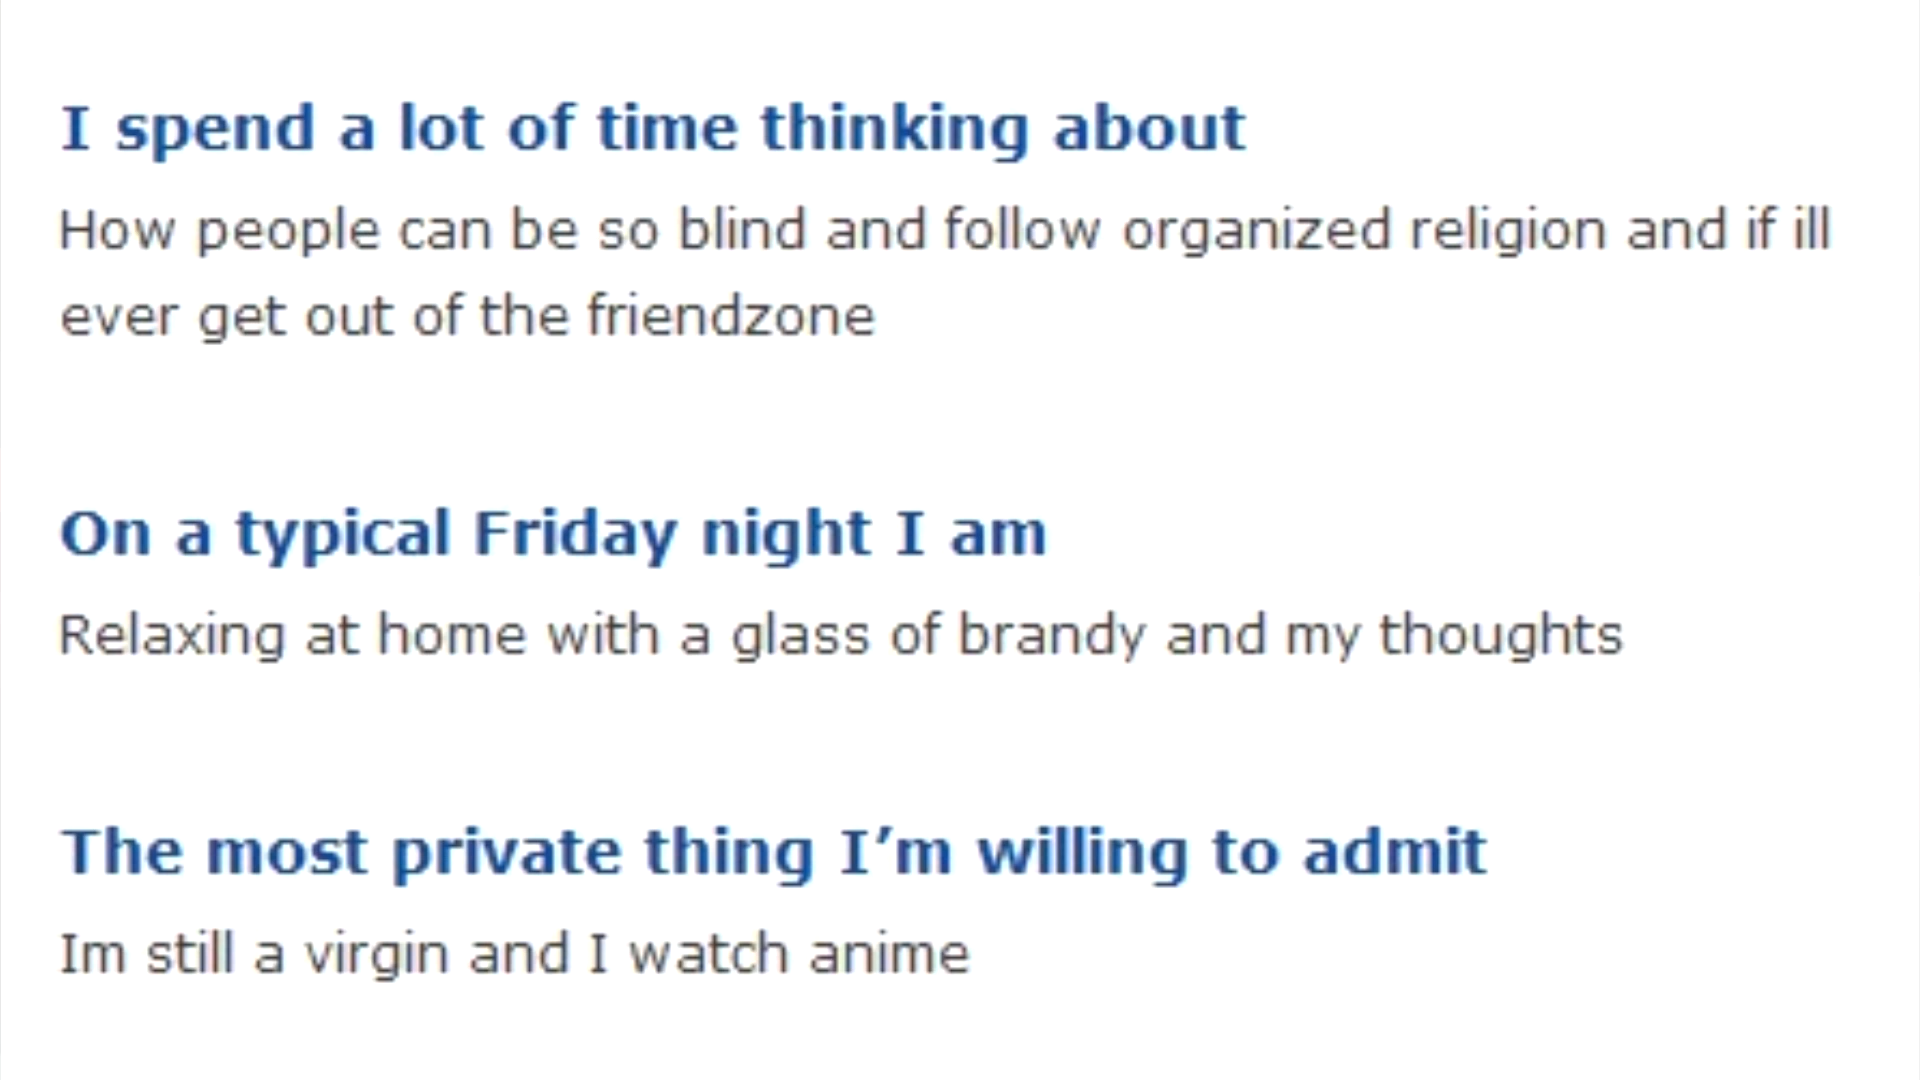 I spend a lot of time thinking about
How people can be so blind and follow organized religion and if ill
ever get out of the friendzone
On a typical Friday night I am
Relaxing at home with a glass of brandy and my thoughts
The most private thing I’m willing to admit
Im still a virgin and I watch anime